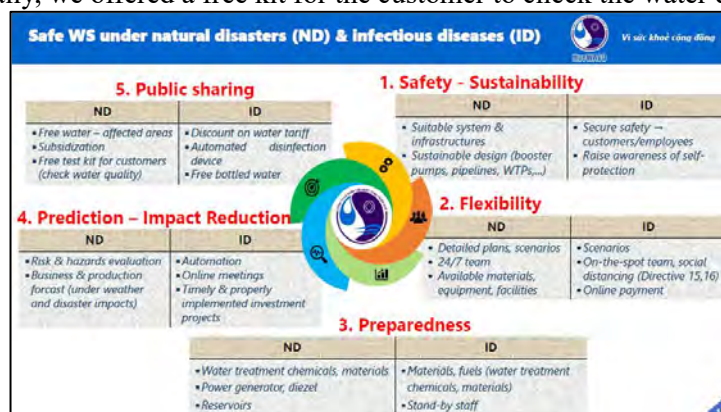 we offered a free kit for the customer to check the water
Safe WS under natural disasters (ND) & infectious diseases (ID)
Vì sức khoẻ cộng đồng
5. Public sharing
ND
ID
▪Free water – affected areas
▪Subsidization
▪Free test kit for customers
(check water quality)
▪Discount on water tariff
▪Automated disinfection
device
▪Free bottled water
1. Safety - Sustainability
ND
ID
▪ Suitable system &
infrastructures
▪ Sustainable design (booster
pumps, pipelines, WTPs,...)
▪ Secure safety →
customers/employees
▪ Raise awareness of self-
protection
4. Prediction – Impact Reduction
ND
ID
▪Risk & hazards evaluation
▪Business & production
forcast (under weather
and disaster impacts)
▪Automation
▪Online meetings
▪Timely & properly
implemented investment
projects
2. Flexibility
ND
ID
▪ Detailed plans, scenarios
▪ 24/7 team
▪ Available materials,
equipment, facilities
▪Scenarios
▪On-the-spot team, social
distancing (Directive 15,16)
▪Online payment
3. Preparedness
ND
ID
▪Water treatment chemicals, materials
▪Power generator, diezel
▪Reservoirs
▪Materials, fuels (water treatment
chemicals, materials)
▪Stand-by staff